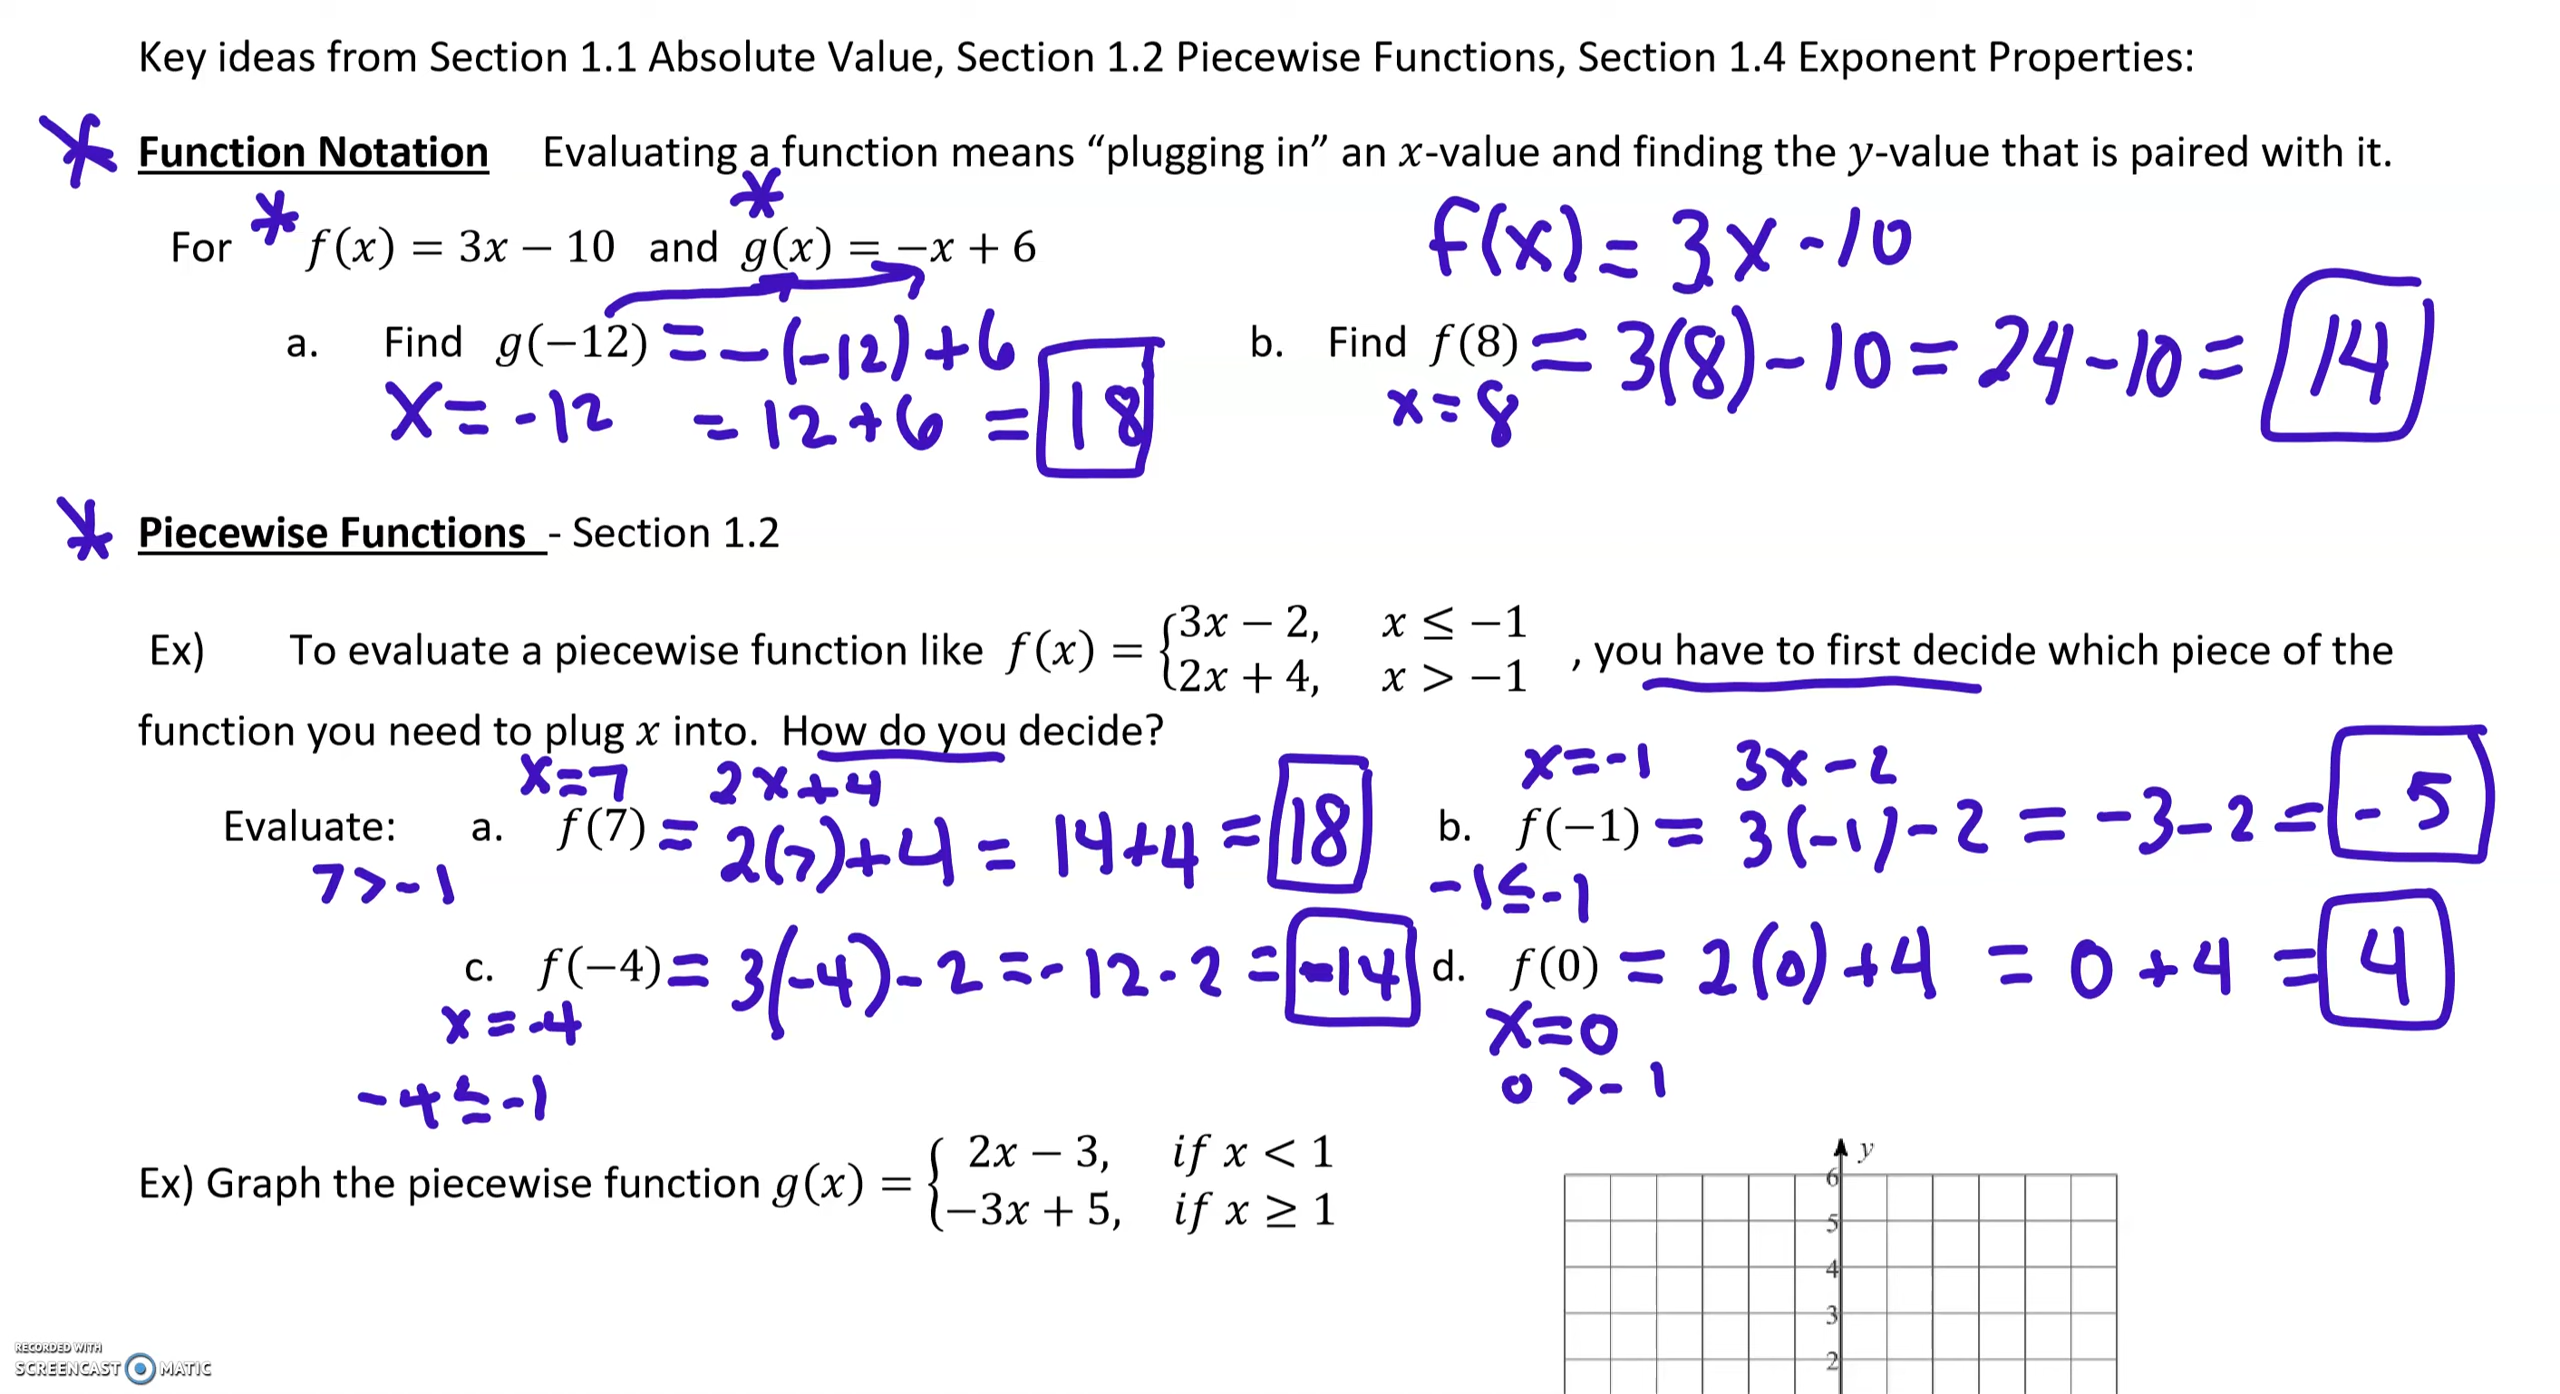 Key ideas from Section 1.1 Absolute Value, Section 1.2 Piecewise Functions, Section 1.4 Exponent Properties:
* Function Notation Evaluating a function means “plugging in” an x-value and finding the y-value that is paired with it.
For * f(x) = 3x − 10 and * g(x) = −x + 6
f(x) = 3x - 10
a. Find g(−12) = -(-12) + 6
x = -12 = 12 + 6 = 18
b. Find f(8) = 3(8) - 10 = 24 - 10 = 14
x = 8
* Piecewise Functions - Section 1.2
Ex) To evaluate a piecewise function like f(x) = {3x − 2, x ≤ −1
2x + 4, x > −1 , you have to first decide which piece of the
function you need to plug x into. How do you decide?
x = 7 2x + 4
Evaluate: a. f(7) = 2(7) + 4 = 14 + 4 = 18
7 > -1
x = -1 3x - 2
b. f(−1) = 3(-1) - 2 = -3 - 2 = -5
-1 ≤ -1
c. f(−4) = 3(-4) - 2 = -12 - 2 = -14
x = -4
-4 ≤ -1
d. f(0) = 2(0) + 4 = 0 + 4 = 4
x = 0
0 > -1
Ex) Graph the piecewise function g(x) = {2x − 3, if x < 1
−3x + 5, if x ≥ 1
y
6
5
4
3
2
RECORDED WITH
SCREENCAST MATIC